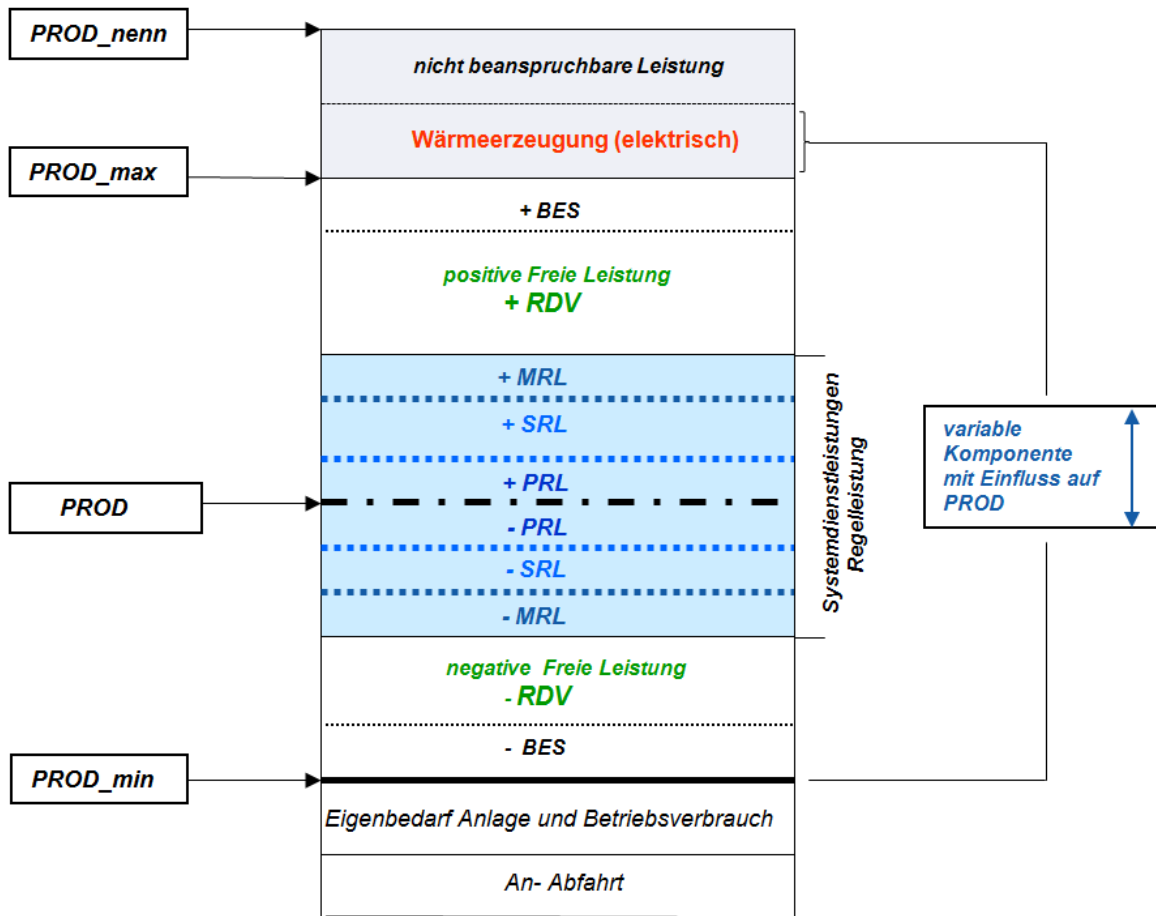 PROD_nenn
nicht beanspruchbare Leistung
Wärmeerzeugung (elektrisch)
PROD_max
+ BES
positive Freie Leistung
+ RDV
+ MRL
+ SRL
+ PRL
PROD
- PRL
- SRL
- MRL
Systemdienstleistungen
Regelleistung
variable
Komponente
mit Einfluss auf
PROD
negative Freie Leistung
- RDV
- BES
PROD_min
Eigenbedarf Anlage und Betriebsverbrauch
An- Abfahrt